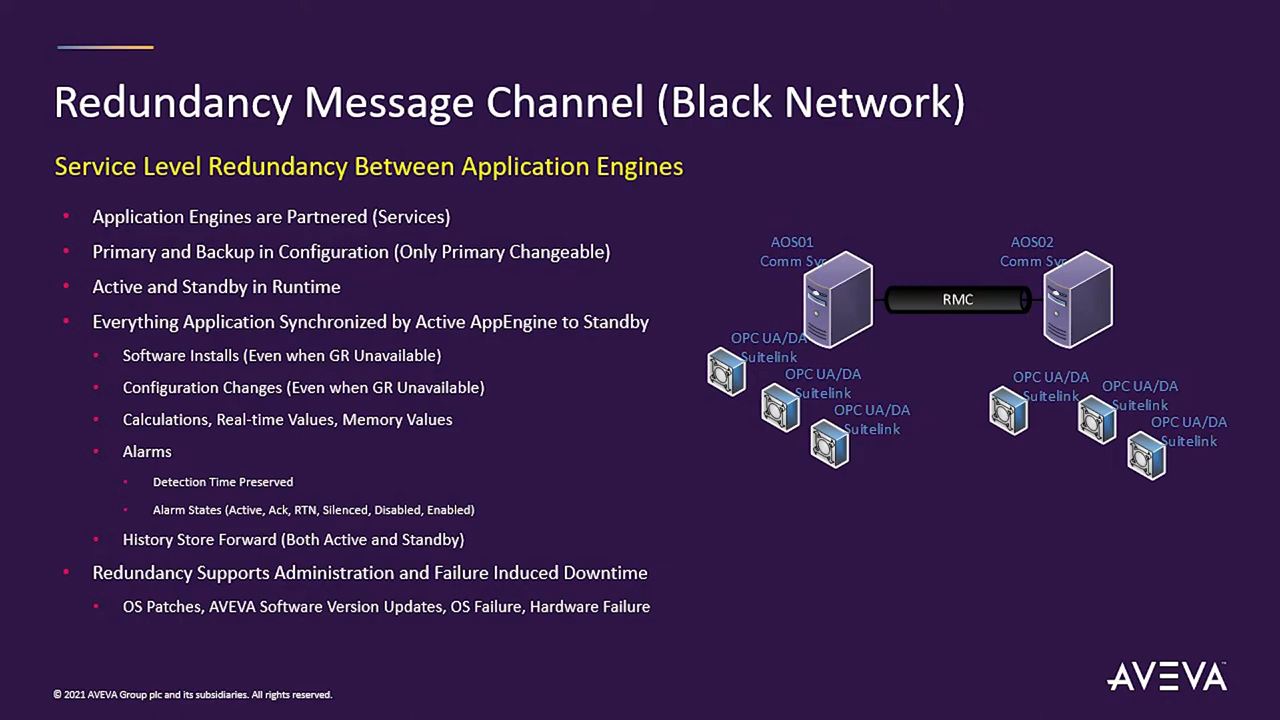 Redundancy Message Channel (Black Network)
Service Level Redundancy Between Application Engines
• Application Engines are Partnered (Services)
• Primary and Backup in Configuration (Only Primary Changeable)
• Active and Standby in Runtime
• Everything Application Synchronized by Active AppEngine to Standby
• Software Installs (Even when GR Unavailable)
• Configuration Changes (Even when GR Unavailable)
• Calculations, Real-time Values, Memory Values
• Alarms
• Detection Time Preserved
• Alarm States (Active, Ack, RTN, Silenced, Disabled, Enabled)
• History Store Forward (Both Active and Standby)
• Redundancy Supports Administration and Failure Induced Downtime
• OS Patches, AVEVA Software Version Updates, OS Failure, Hardware Failure
AOS01
Comm Syr
AOS02
Comm Syr
RMC
OPC UA/DA
Suitelink
OPC UA/DA
Suitelink
OPC UA/DA
Suitelink
OPC UA/DA
Suitelink
OPC UA/DA
Suitelink
OPC UA/DA
Suitelink
© 2021 AVEVA Group plc and its subsidiaries. All rights reserved.
AVEVA